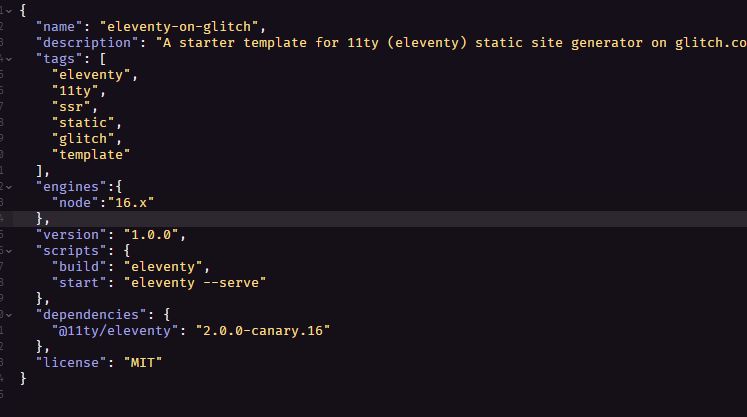 {
"name": "eleventy-on-glitch",
"description": "A starter template for 11ty (eleventy) static site generator on glitch.co
"tags": [
"eleventy",
"11ty",
"ssr",
"static",
"glitch",
"template"
],
"engines":{
"node":"16.x"
},
"version": "1.0.0",
"scripts": {
"build": "eleventy",
"start": "eleventy --serve"
},
"dependencies": {
"@11ty/eleventy": "2.0.0-canary.16"
},
"license": "MIT"
}